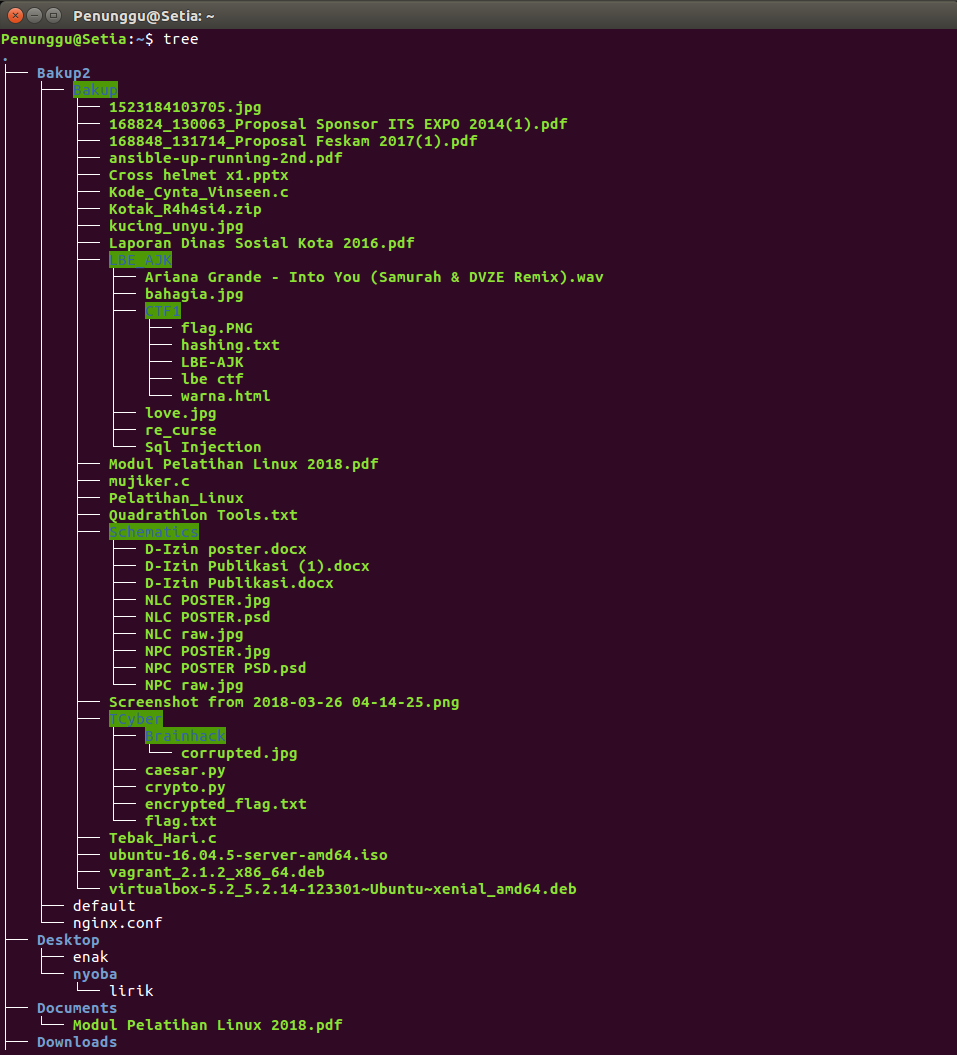 Penunggu@Setia: ~
Penunggu@Setia:~$ tree
.
├── Bakup2
│   ├── Bakup
│   │   ├── 1523184103705.jpg
│   │   ├── 168824_130063_Proposal Sponsor ITS EXPO 2014(1).pdf
│   │   ├── 168848_131714_Proposal Feskam 2017(1).pdf
│   │   ├── ansible-up-running-2nd.pdf
│   │   ├── Cross helmet x1.pptx
│   │   ├── Kode_Cynta_Vinseen.c
│   │   ├── Kotak_R4h4si4.zip
│   │   ├── kucing_unyu.jpg
│   │   ├── Laporan Dinas Sosial Kota 2016.pdf
│   │   ├── LBE AJK
│   │   │   ├── Ariana Grande - Into You (Samurah & DVZE Remix).wav
│   │   │   ├── bahagia.jpg
│   │   │   ├── CTFi
│   │   │   │   ├── flag.PNG
│   │   │   │   ├── hashing.txt
│   │   │   │   ├── LBE-AJK
│   │   │   │   ├── lbe ctf
│   │   │   │   └── warna.html
│   │   │   ├── love.jpg
│   │   │   ├── re_curse
│   │   │   └── Sql Injection
│   │   ├── Modul Pelatihan Linux 2018.pdf
│   │   ├── mujiker.c
│   │   ├── Pelatihan_Linux
│   │   ├── Quadrathlon Tools.txt
│   │   ├── Schematics
│   │   │   ├── D-Izin poster.docx
│   │   │   ├── D-Izin Publikasi (1).docx
│   │   │   ├── D-Izin Publikasi.docx
│   │   │   ├── NLC POSTER.jpg
│   │   │   ├── NLC POSTER.psd
│   │   │   ├── NLC raw.jpg
│   │   │   ├── NPC POSTER.jpg
│   │   │   ├── NPC POSTER PSD.psd
│   │   │   └── NPC raw.jpg
│   │   ├── Screenshot from 2018-03-26 04-14-25.png
│   │   ├── TCyber
│   │   │   ├── Brainhack
│   │   │   │   └── corrupted.jpg
│   │   │   ├── caesar.py
│   │   │   ├── crypto.py
│   │   │   ├── encrypted_flag.txt
│   │   │   └── flag.txt
│   │   ├── Tebak_Hari.c
│   │   ├── ubuntu-16.04.5-server-amd64.iso
│   │   ├── vagrant_2.1.2_x86_64.deb
│   │   └── virtualbox-5.2_5.2.14-123301~Ubuntu~xenial_amd64.deb
│   ├── default
│   └── nginx.conf
├── Desktop
│   ├── enak
│   └── nyoba
│       └── lirik
├── Documents
│   └── Modul Pelatihan Linux 2018.pdf
├── Downloads